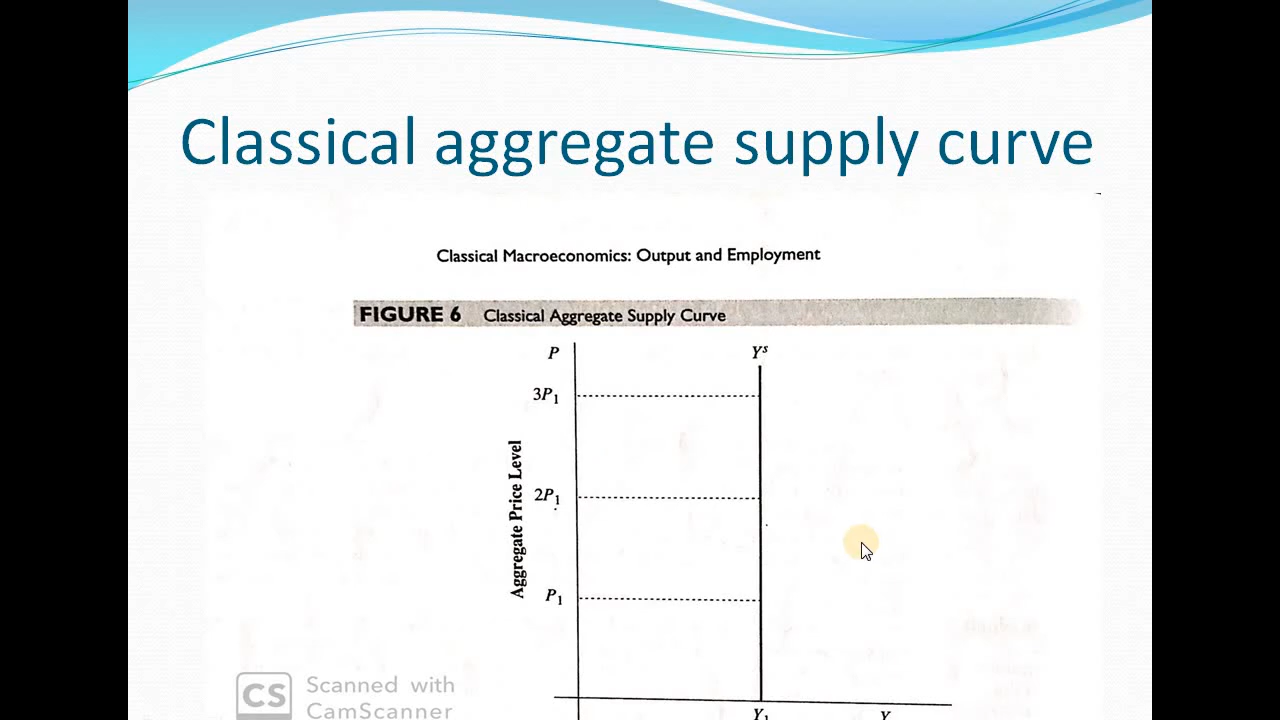 Classical aggregate supply curve
Classical Macroeconomics: Output and Employment
FIGURE 6 Classical Aggregate Supply Curve
P
Yˢ
3P₁
2P₁
P₁
Aggregate Price Level
Y₁
Y
CS Scanned with
CamScanner